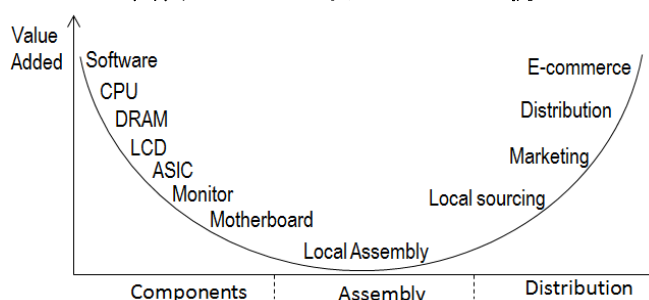 Value
Added
Software
CPU
DRAM
LCD
ASIC
Monitor
Motherboard
Local Assembly
E-commerce
Distribution
Marketing
Local sourcing
Components
Assembly
Distribution